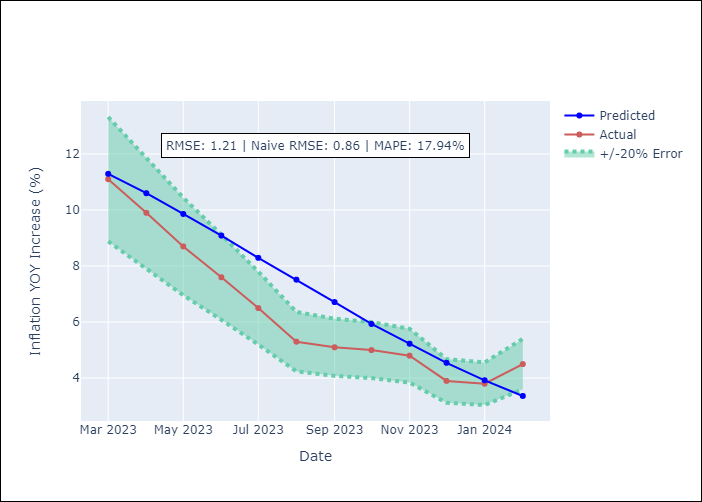 RMSE: 1.21 | Naive RMSE: 0.86 | MAPE: 17.94%
Predicted
Actual
+/-20% Error
Inflation YOY Increase (%)
12
10
8
6
4
Mar 2023 May 2023 Jul 2023 Sep 2023 Nov 2023 Jan 2024
Date